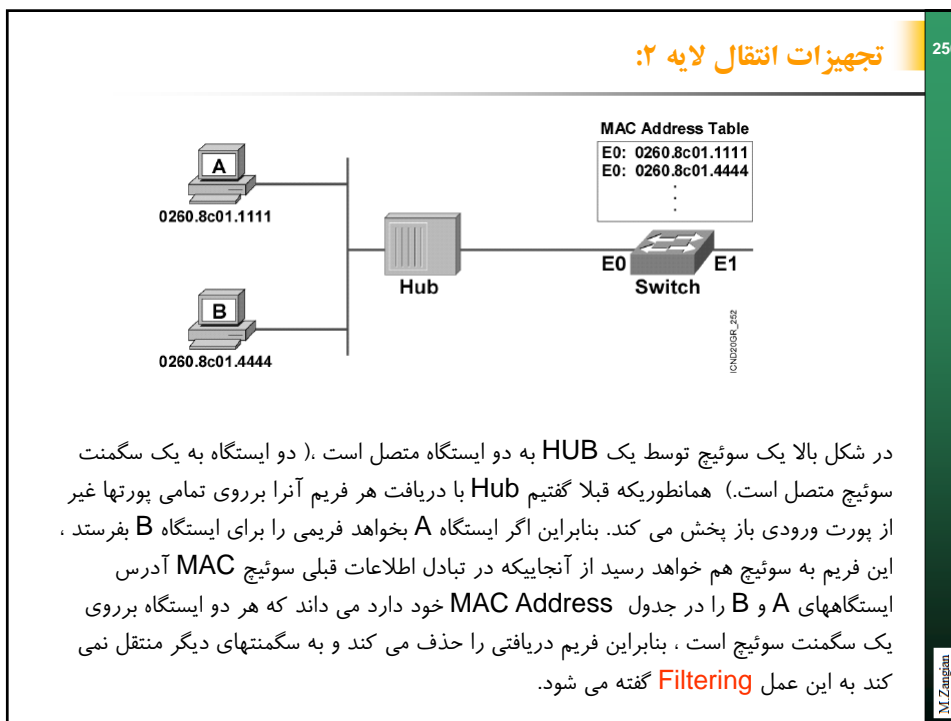 تجهیزات انتقال لایه ۲:
MAC Address Table
E0: 0260.8c01.1111
E0: 0260.8c01.4444
A
0260.8c01.1111
Hub
E0
E1
Switch
B
0260.8c01.4444
ICND20GR_252
در شکل بالا یک سوئیچ توسط یک HUB به دو ایستگاه متصل است .( دو ایستگاه به یک سگمنت
سوئیچ متصل است.) همانطوریکه قبلا گفتیم Hub با دریافت هر فریم آنرا برروی تمامی پورتها غیر
از پورت ورودی باز پخش می کند. بنابراین اگر ایستگاه A بخواهد فریمی را برای ایستگاه B بفرستد ،
این فریم به سوئیچ هم خواهد رسید از آنجاییکه در تبادل اطلاعات قبلی سوئیچ MAC آدرس
ایستگاههای A و B را در جدول MAC Address خود دارد می داند که هر دو ایستگاه برروی
یک سگمنت سوئیچ است ، بنابراین فریم دریافتی را حذف می کند و به سگمنتهای دیگر منتقل نمی
کند به این عمل Filtering گفته می شود.
M.Zangian